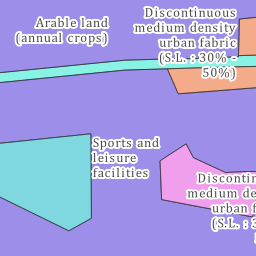 Arable land
(annual crops)
Discontinuous
medium density
urban fabric
(S.L. : 30% -
50%)
Sports and
leisure
facilities
Discontin
medium de
urban f
(S.L. : 3